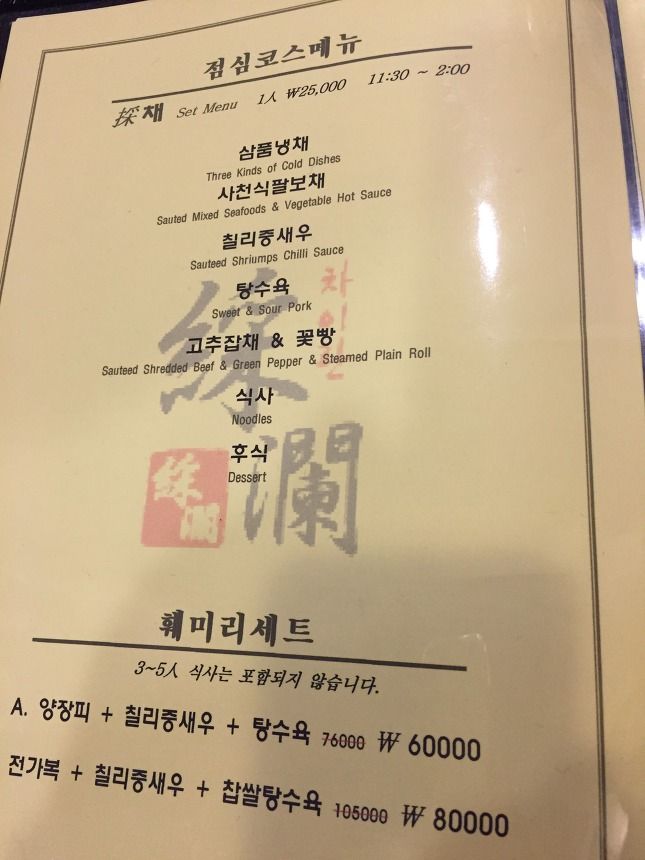 점심코스메뉴
採채 Set Menu 1人 ₩25,000 11:30 ~ 2:00
삼품냉채
Three Kinds of Cold Dishes
사천식팔보채
Sauted Mixed Seafoods & Vegetable Hot Sauce
칠리중새우
Sauteed Shriumps Chilli Sauce
탕수육
Sweet & Sour Pork
고추잡채 & 꽃빵
Sauteed Shredded Beef & Green Pepper & Steamed Plain Roll
식사
Noodles
후식
Dessert
차이란
훼미리세트
3~5人 식사는 포함되지 않습니다.
A. 양장피 + 칠리중새우 + 탕수육 76000 ₩ 60000
전가복 + 칠리중새우 + 찹쌀탕수육 105000 ₩ 80000